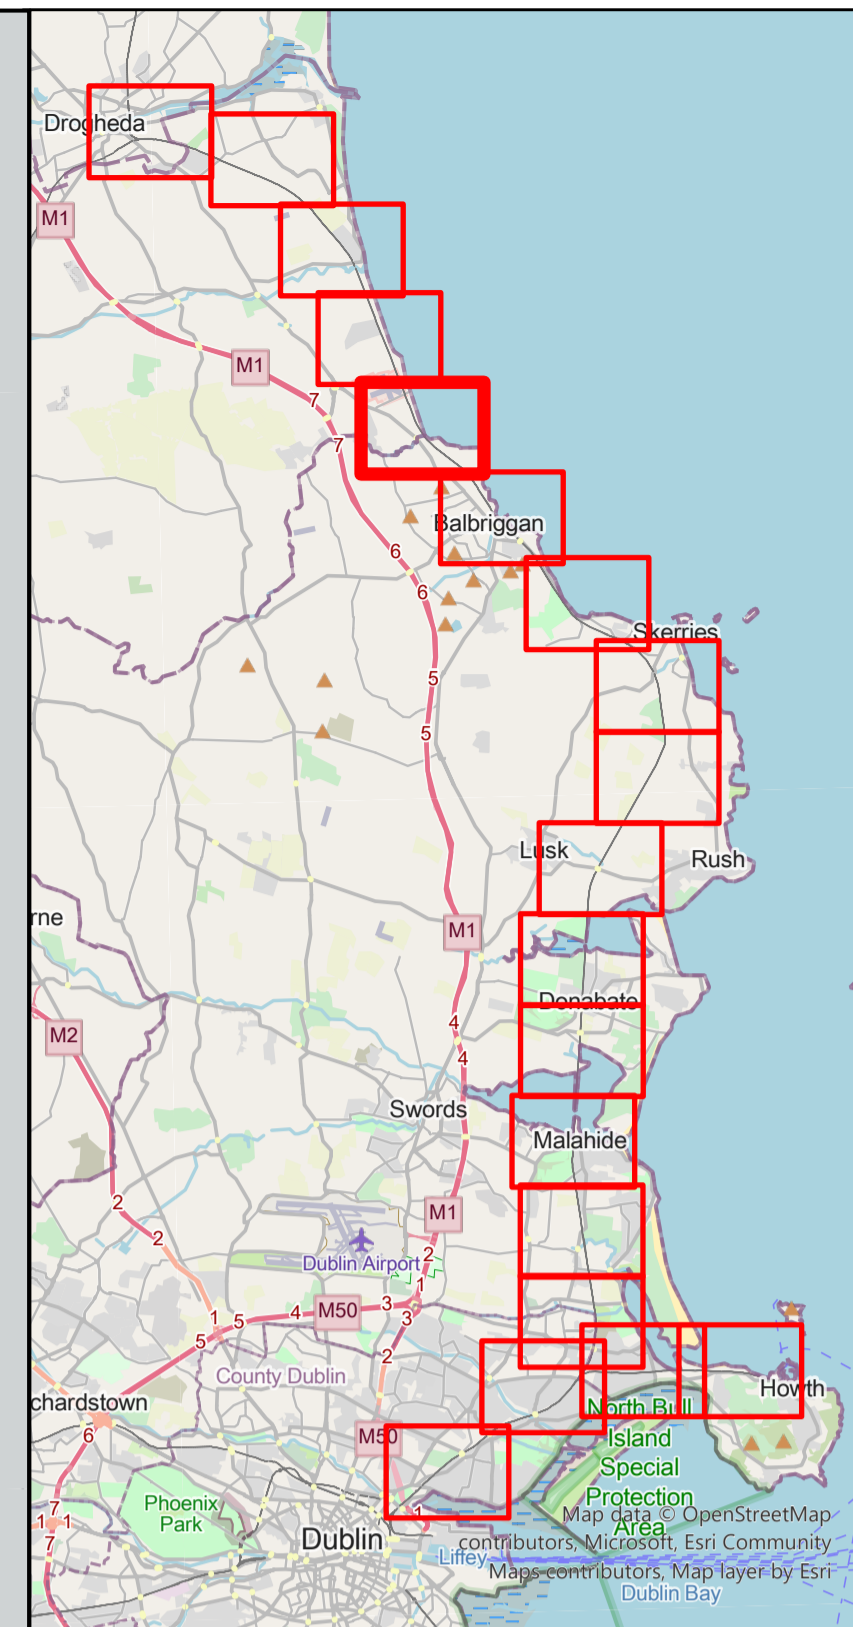 Drogheda
M1
M1
7
7
Balbriggan
6
6
Skerries
5
5
Lusk
Rush
rne
M1
Donabate
M2
4
4
Swords
Malahide
2
M1
2
2
Dublin Airport
1
3
M50
4
5
1
5
3
2
County Dublin
Howth
chardstown
North Bull
Island
Special
Protection
Area
6
M50
Phoenix
Park
7
1 1
7
1
Dublin
Liffey
Map data © OpenStreetMap
contributors, Microsoft, Esri Community
Maps contributors, Map layer by Esri
Dublin Bay